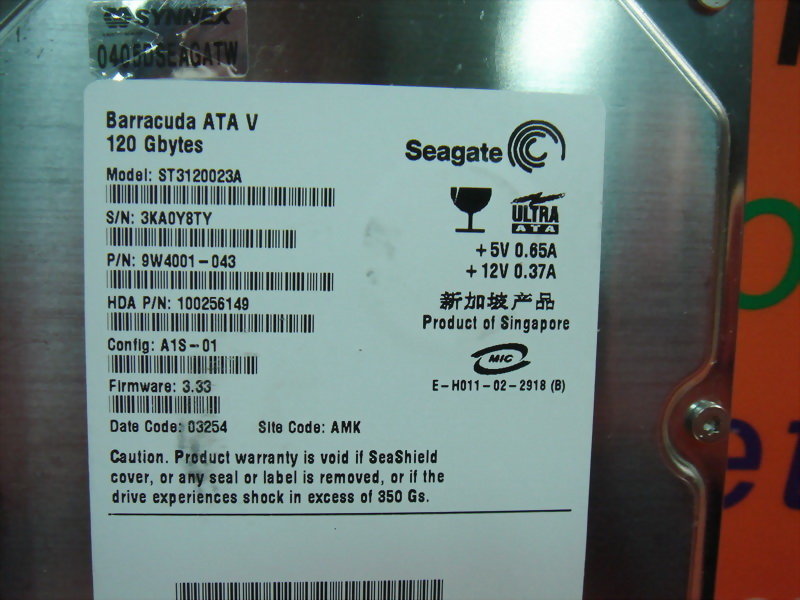 SYNNEX
0405DSEAGATW
Barracuda ATA V
120 Gbytes
Model: ST3120023A
S/N: 3KA0Y8TY
P/N: 9W4001-043
HDA P/N: 100256149
Config: A1S-01
Firmware: 3.33
Date Code: 03254 Site Code: AMK
Caution. Product warranty is void if SeaShield
cover, or any seal or label is removed, or if the
drive experiences shock in excess of 350 Gs.
Seagate
ULTRA
ATA
+5V 0.65A
+12V 0.37A
新加坡产品
Product of Singapore
MIC
E-H011-02-2918 (B)
et